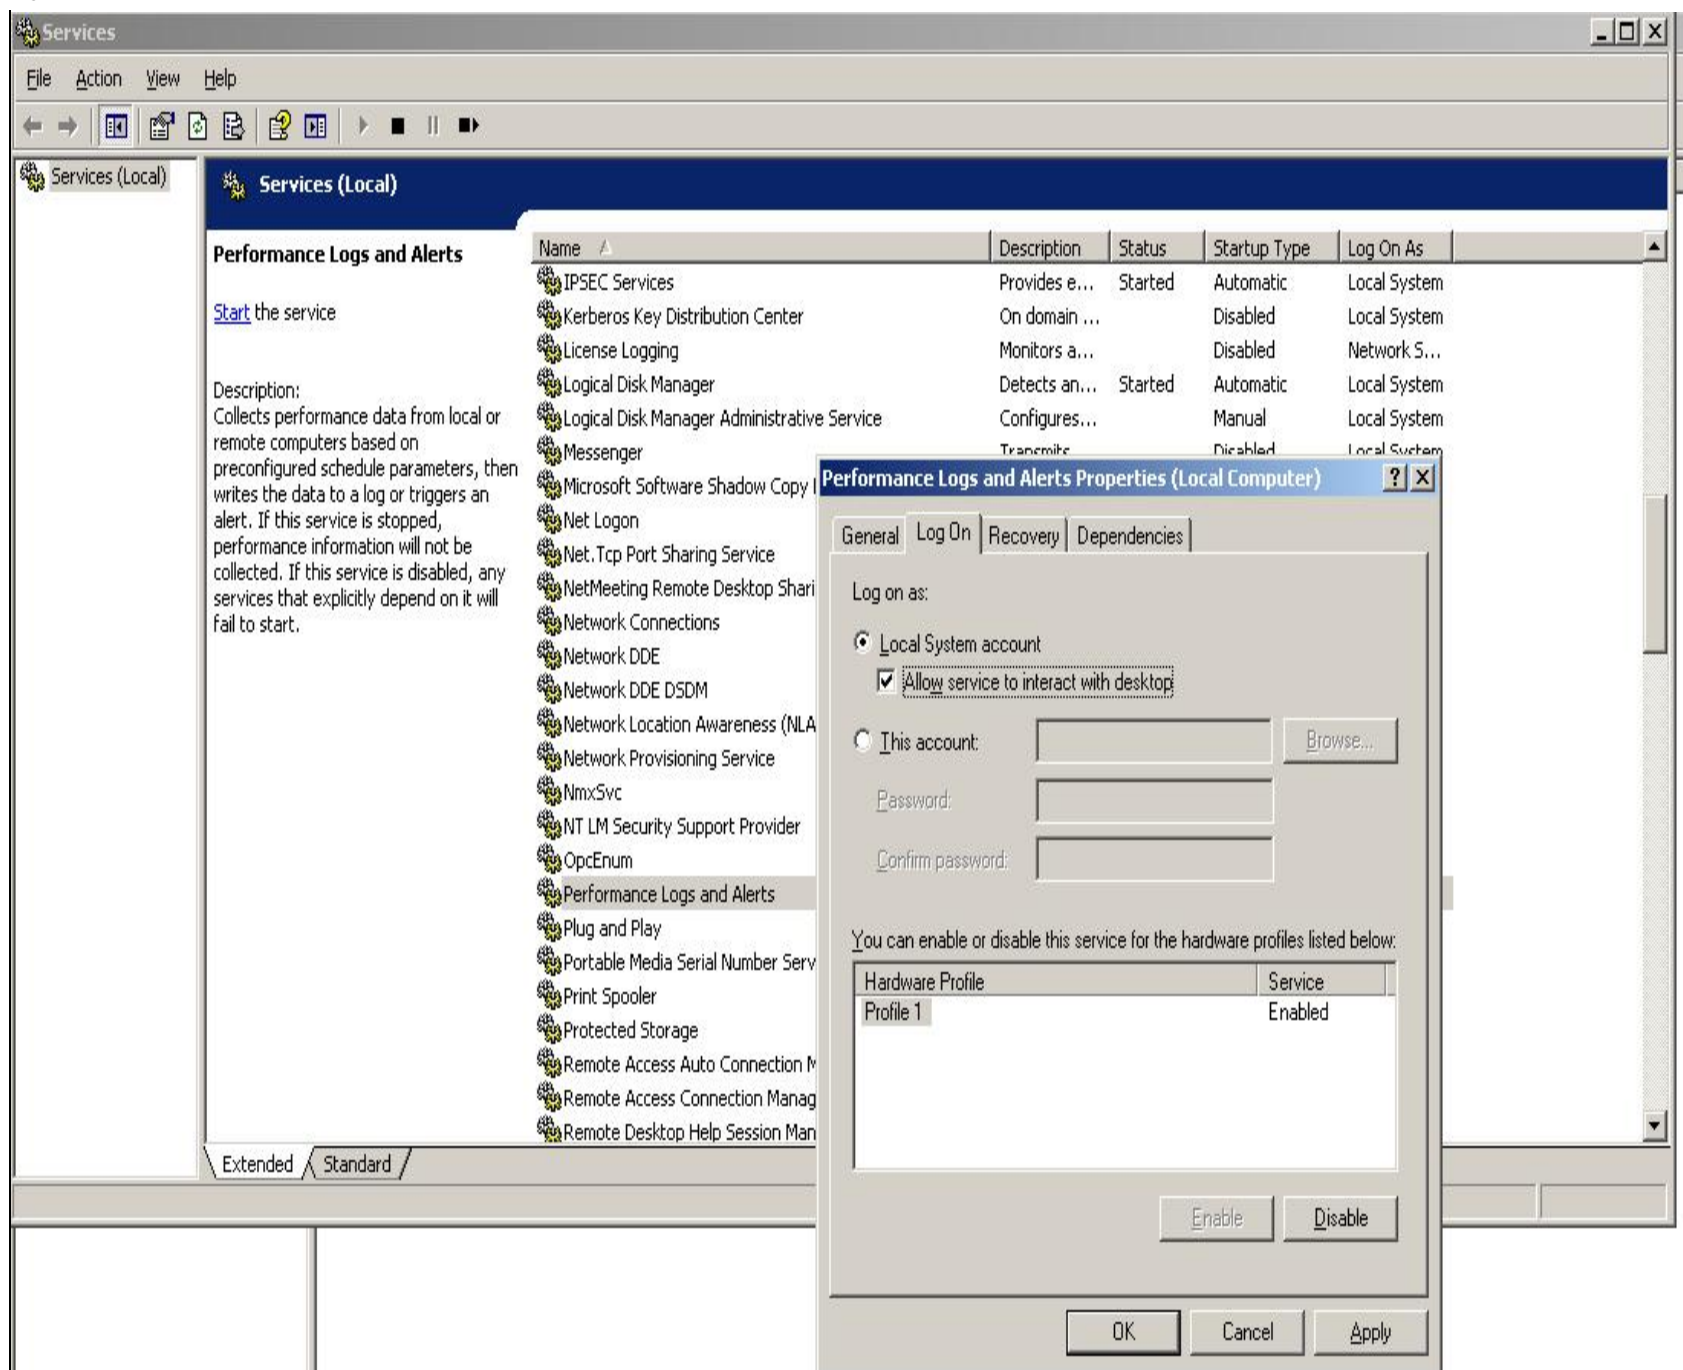 Services
File Action View Help
Services (Local)
Services (Local)
Performance Logs and Alerts
Start the service
Description:
Collects performance data from local or
remote computers based on
preconfigured schedule parameters, then
writes the data to a log or triggers an
alert. If this service is stopped,
performance information will not be
collected. If this service is disabled, any
services that explicitly depend on it will
fail to start.
Name Description Status Startup Type Log On As
IPSEC Services Provides e... Started Automatic Local System
Kerberos Key Distribution Center On domain ... Disabled Local System
License Logging Monitors a... Disabled Network S...
Logical Disk Manager Detects an... Started Automatic Local System
Logical Disk Manager Administrative Service Configures... Manual Local System
Messenger Transmits Disabled Local System
Microsoft Software Shadow Copy
Net Logon
Net.Tcp Port Sharing Service
NetMeeting Remote Desktop Shari
Network Connections
Network DDE
Network DDE DSDM
Network Location Awareness (NLA
Network Provisioning Service
NmxSvc
NT LM Security Support Provider
OpcEnum
Performance Logs and Alerts
Plug and Play
Portable Media Serial Number Serv
Print Spooler
Protected Storage
Remote Access Auto Connection M
Remote Access Connection Manag
Remote Desktop Help Session Man
Extended Standard
Performance Logs and Alerts Properties (Local Computer)
General Log On Recovery Dependencies
Log on as:
Local System account
Allow service to interact with desktop
This account: Browse...
Password:
Confirm password:
You can enable or disable this service for the hardware profiles listed below:
Hardware Profile Service
Profile 1 Enabled
Enable Disable
OK Cancel Apply